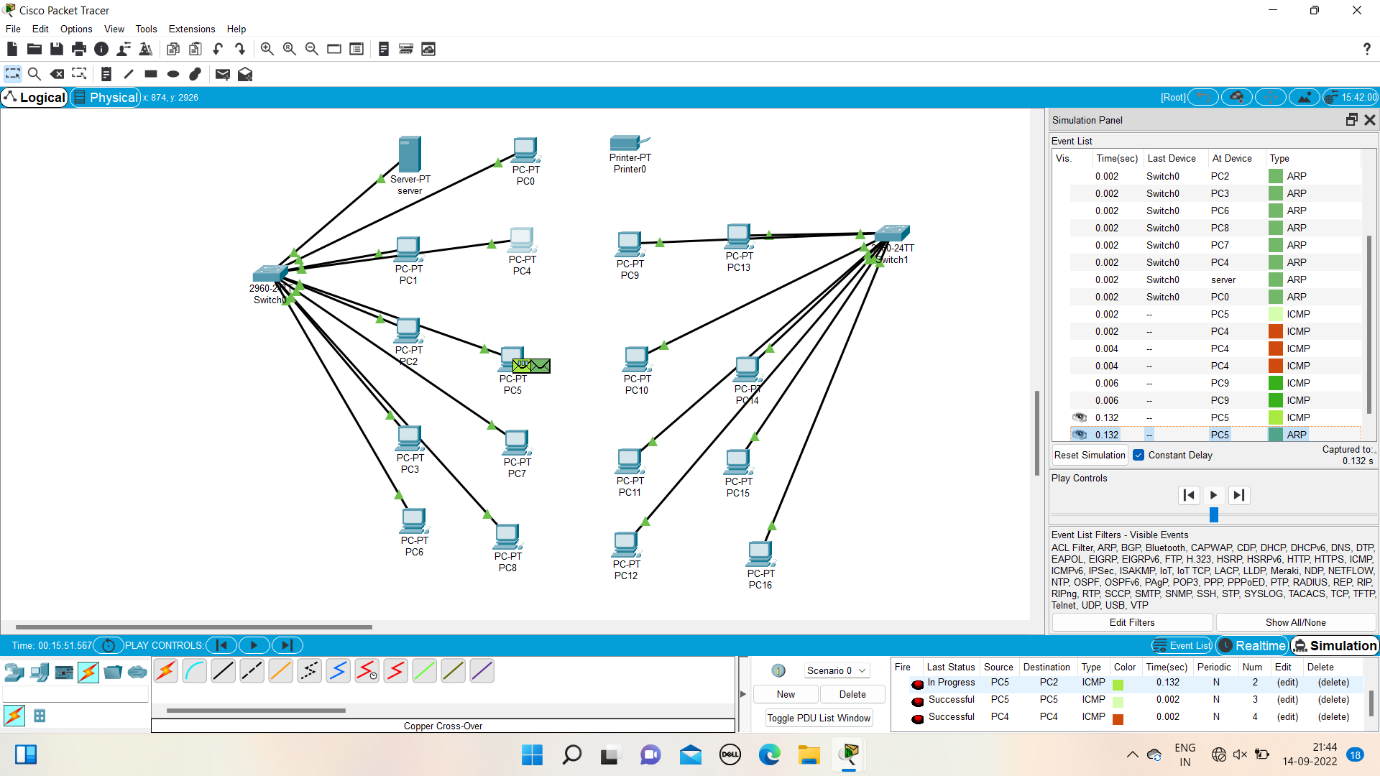 Cisco Packet Tracer
File Edit Options View Tools Extensions Help
?
Logical Physical x: 874, y: 2926 [Root] 15:42:00
Server-PT
server
PC-PT
PC0
Printer-PT
Printer0
PC-PT
PC1
PC-PT
PC4
PC-PT
PC9
PC-PT
PC13
Switch1
PC-PT
PC2
PC-PT
PC5
PC-PT
PC10
PC-PT
PC14
PC-PT
PC3
PC-PT
PC7
PC-PT
PC11
PC-PT
PC15
PC-PT
PC6
PC-PT
PC8
PC-PT
PC12
PC-PT
PC16
Simulation Panel
Event List
Vis. Time(sec) Last Device At Device Type
0.002 Switch0 PC2 ARP
0.002 Switch0 PC3 ARP
0.002 Switch0 PC6 ARP
0.002 Switch0 PC8 ARP
0.002 Switch0 PC7 ARP
0.002 Switch0 PC4 ARP
0.002 Switch0 server ARP
0.002 Switch0 PC0 ARP
0.002 -- PC5 ICMP
0.002 -- PC4 ICMP
0.004 -- PC4 ICMP
0.004 -- PC4 ICMP
0.006 -- PC9 ICMP
0.006 -- PC9 ICMP
0.132 -- PC5 ICMP
0.132 -- PC5 ARP
Reset Simulation Constant Delay Captured to:
0.132 s
Play Controls
Event List Filters - Visible Events
ACL Filter, ARP, BGP, Bluetooth, CAPWAP, CDP, DHCP, DHCPv6, DNS, DTP,
EAPOL, EIGRP, EIGRPv6, FTP, H.323, HSRP, HSRPv6, HTTP, HTTPS, ICMP,
ICMPv6, IPSec, ISAKMP, IoT, IoT TCP, LACP, LLDP, Meraki, NDP, NETFLOW,
NTP, OSPF, OSPFv6, PAgP, POP3, PPP, PPPoED, PTP, RADIUS, REP, RIP,
RIPng, RTP, SCCP, SMTP, SNMP, SSH, STP, SYSLOG, TACACS, TCP, TFTP,
Telnet, UDP, USB, VTP
Edit Filters Show All/None
Time: 00:15:51.567 PLAY CONTROLS: Event List Realtime Simulation
Copper Cross-Over
Scenario 0
New Delete
Toggle PDU List Window
Fire Last Status Source Destination Type Color Time(sec) Periodic Num Edit Delete
In Progress PC5 PC2 ICMP 0.132 N 2 (edit) (delete)
Successful PC5 PC5 ICMP 0.002 N 3 (edit) (delete)
Successful PC4 PC4 ICMP 0.002 N 4 (edit) (delete)
DELL
ENG
IN
21:44
14-09-2022
18